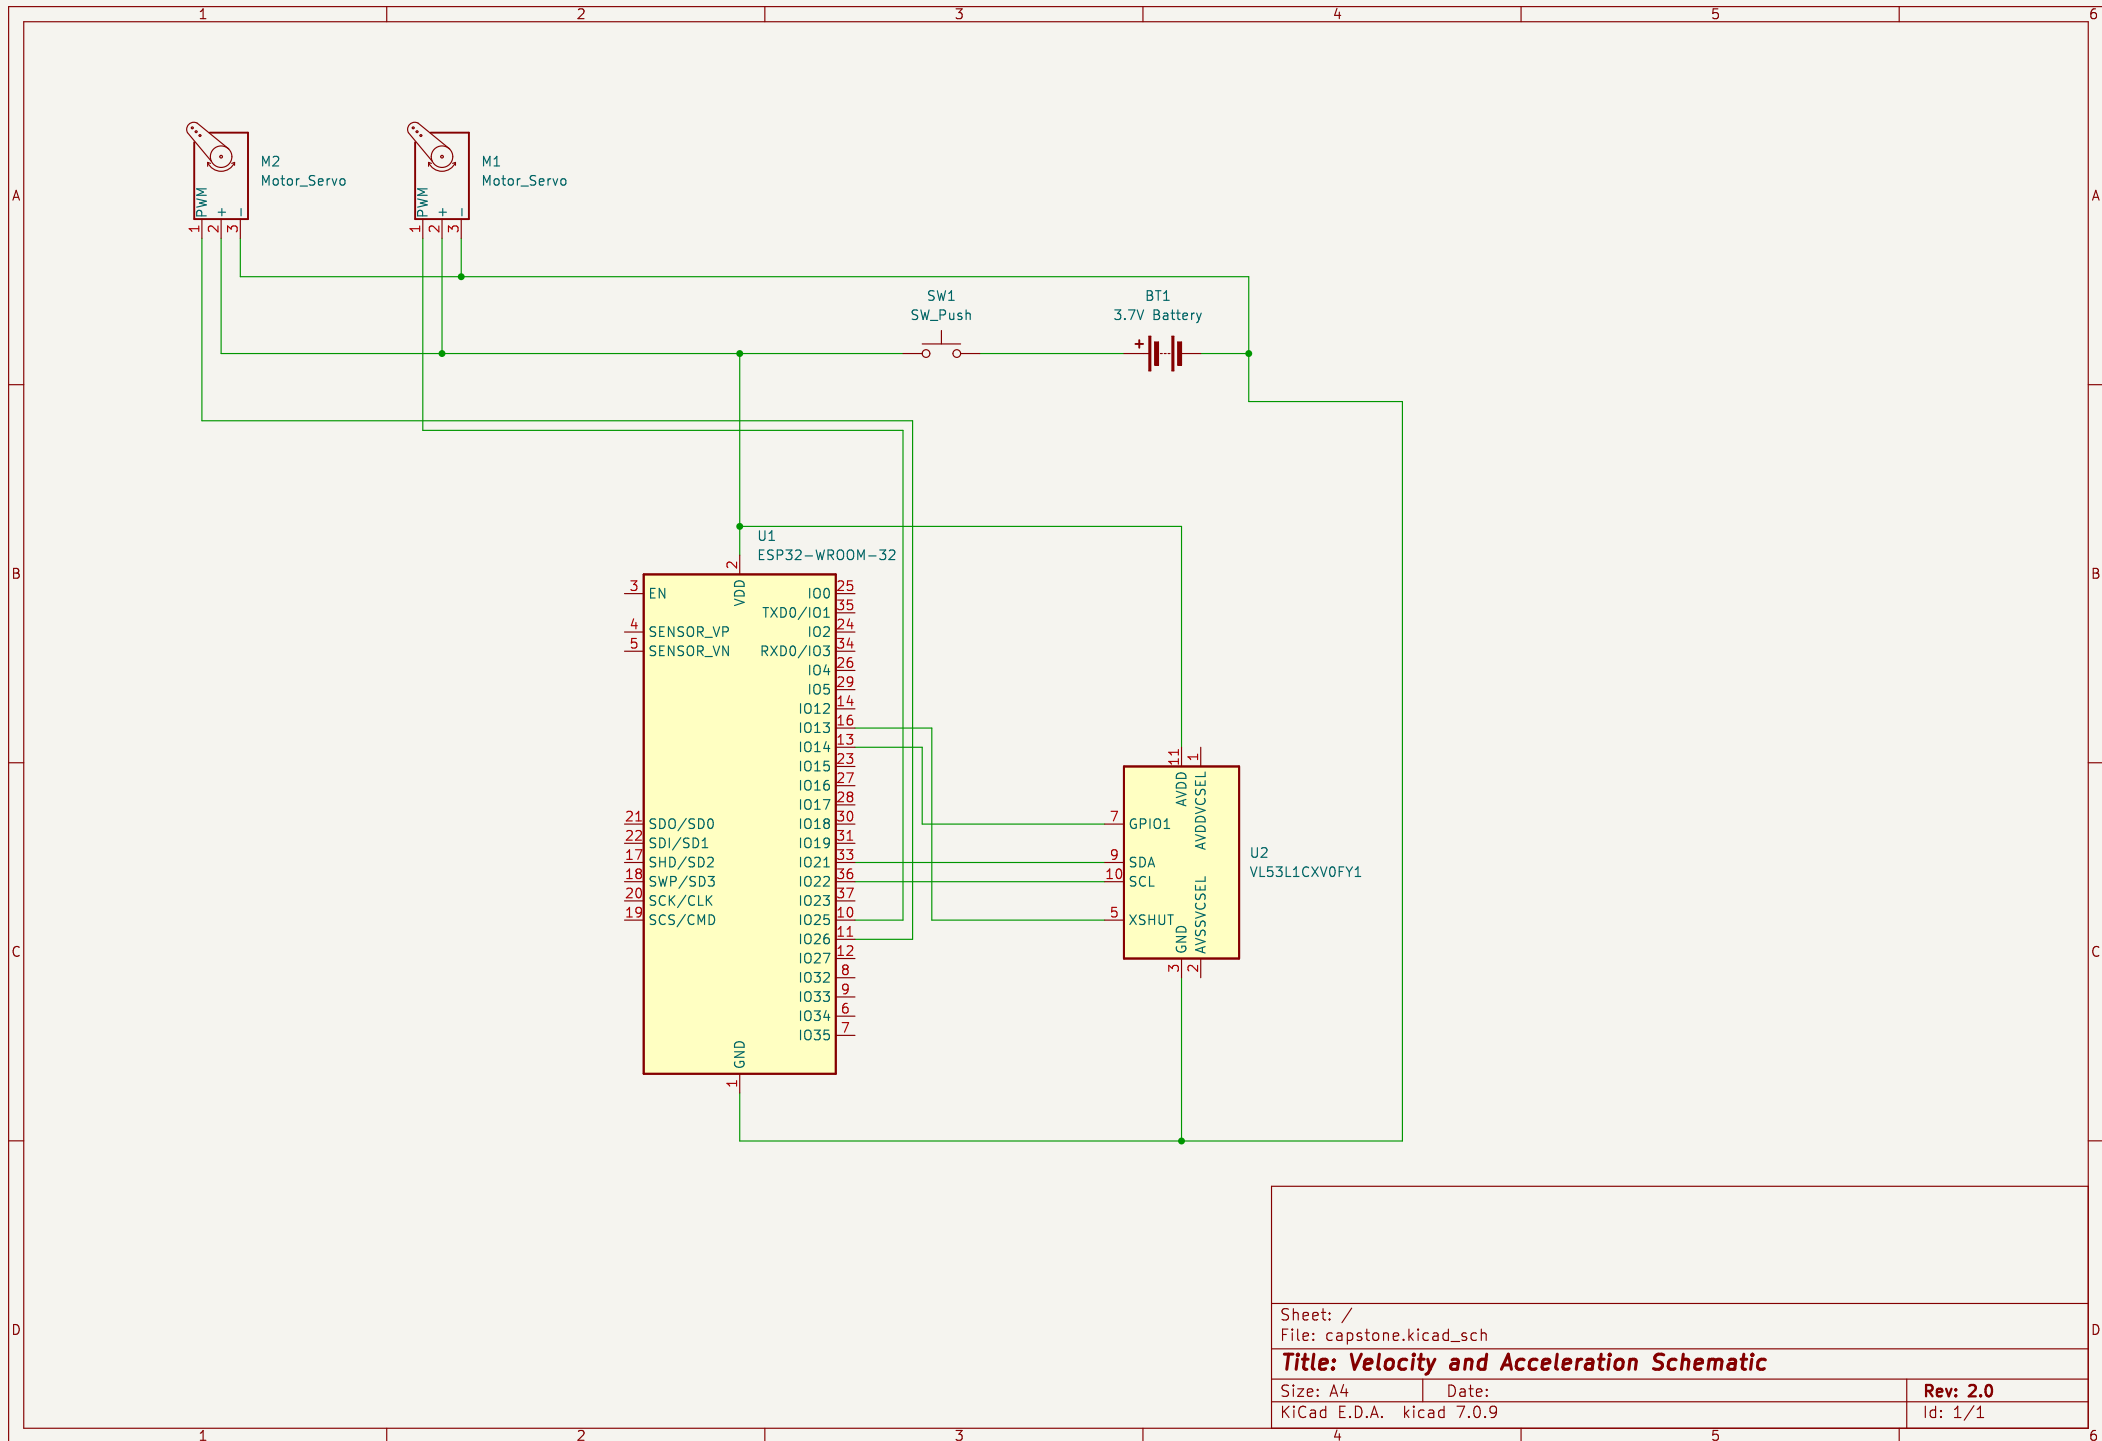 1 2 3 4 5 6
A
B
C
D
A
B
C
D
1 2 3 4 5 6
M2
Motor_Servo
PWM
+
-
1
2
3
M1
Motor_Servo
PWM
+
-
1
2
3
SW1
SW_Push
BT1
3.7V Battery
+
U1
ESP32-WROOM-32
2
VDD
3 EN
4 SENSOR_VP
5 SENSOR_VN
21 SDO/SD0
22 SDI/SD1
17 SHD/SD2
18 SWP/SD3
20 SCK/CLK
19 SCS/CMD
IO0 25
TXD0/IO1 35
IO2 24
RXD0/IO3 34
IO4 26
IO5 29
IO12 14
IO13 16
IO14 13
IO15 23
IO16 27
IO17 28
IO18 30
IO19 31
IO21 33
IO22 36
IO23 37
IO25 10
IO26 11
IO27 12
IO32 8
IO33 9
IO34 6
IO35 7
GND
1
U2
VL53L1CXV0FY1
11
1
AVDD
AVDDVCSEL
7 GPIO1
9 SDA
10 SCL
5 XSHUT
GND
AVSSVCSEL
3
2
Sheet: /
File: capstone.kicad_sch
Title: Velocity and Acceleration Schematic
Size: A4 Date: Rev: 2.0
KiCad E.D.A. kicad 7.0.9 Id: 1/1